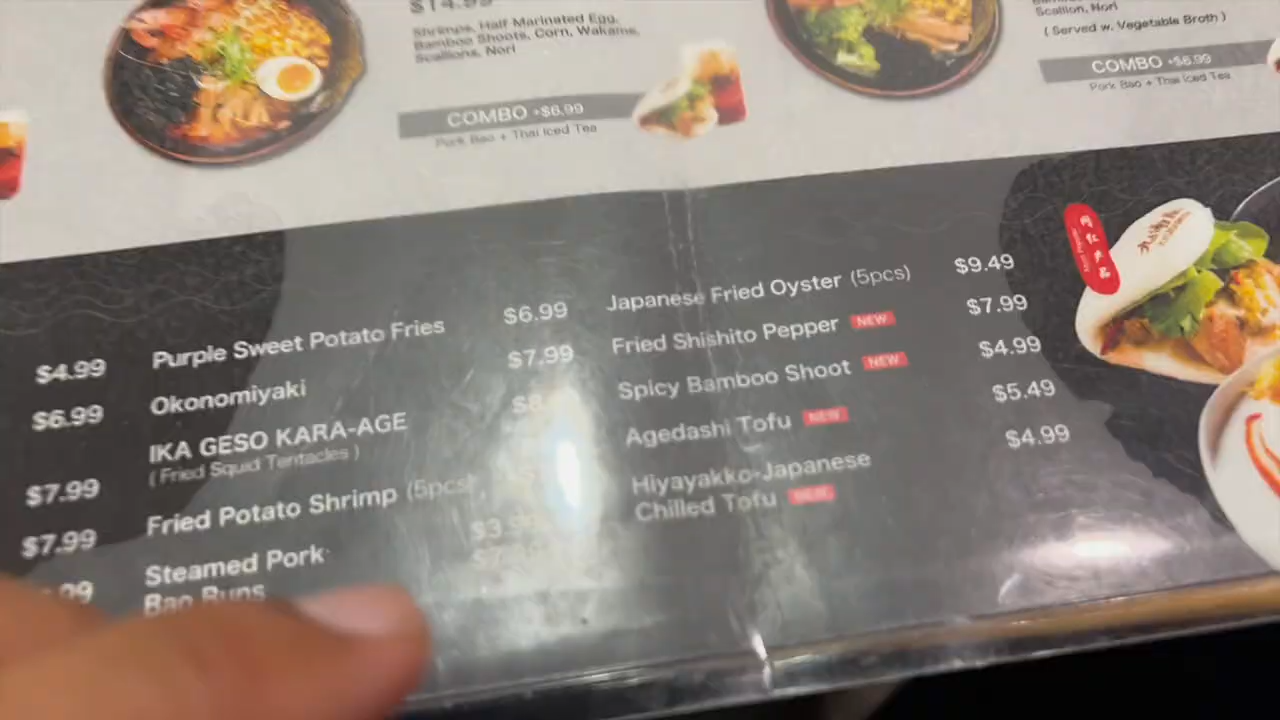 Shrimps, Half Marinated Egg,
Bamboo Shoots, Corn, Wakame,
Scallions, Nori
COMBO +$6.99
Pork Bao + Thai Iced Tea
Scallion, Nori
( Served w. Vegetable Broth )
COMBO +$6.99
Pork Bao + Thai Iced Tea
$4.99
$6.99
$7.99
$7.99
Purple Sweet Potato Fries $6.99
Okonomiyaki $7.99
IKA GESO KARA-AGE
( Fried Squid Tentacles )
Fried Potato Shrimp (5pcs)
Steamed Pork
Bao Buns
Japanese Fried Oyster (5pcs) $9.49
Fried Shishito Pepper NEW $7.99
Spicy Bamboo Shoot NEW $4.99
Agedashi Tofu NEW $5.49
Hiyayakko-Japanese $4.99
Chilled Tofu NEW